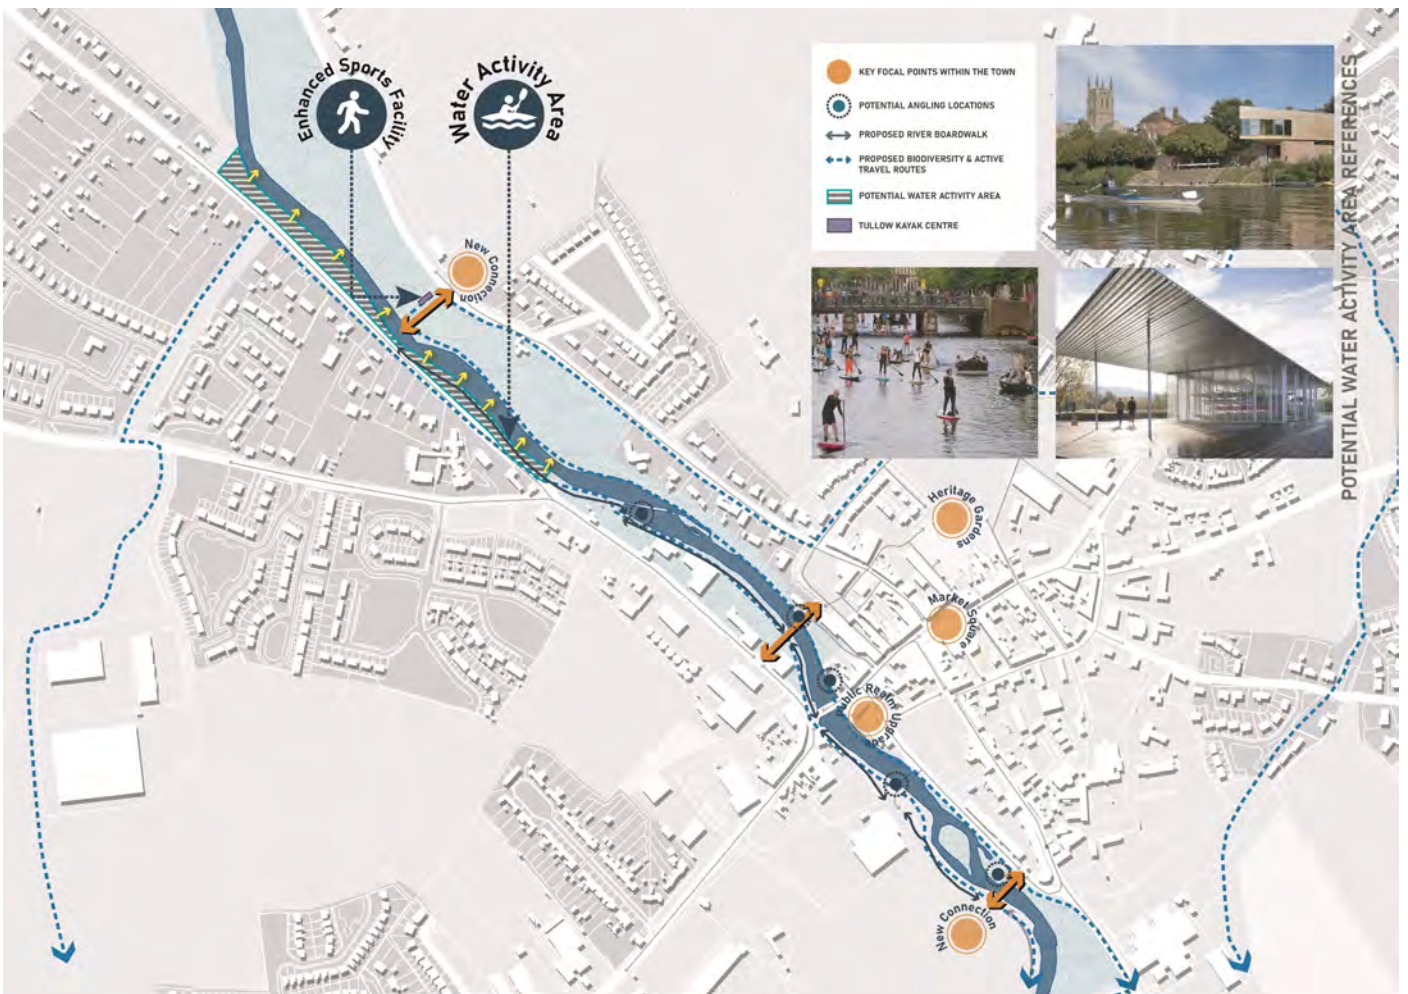 Enhanced Sports Facility
Water Activity Area
KEY FOCAL POINTS WITHIN THE TOWN
POTENTIAL ANGLING LOCATIONS
PROPOSED RIVER BOARDWALK
PROPOSED BIODIVERSITY & ACTIVE
TRAVEL ROUTES
POTENTIAL WATER ACTIVITY AREA
TULLOW KAYAK CENTRE
POTENTIAL WATER ACTIVITY AREA REFERENCES
New Connection
Heritage Gardens
Market Square
Public Realm Upgrade
New Connection